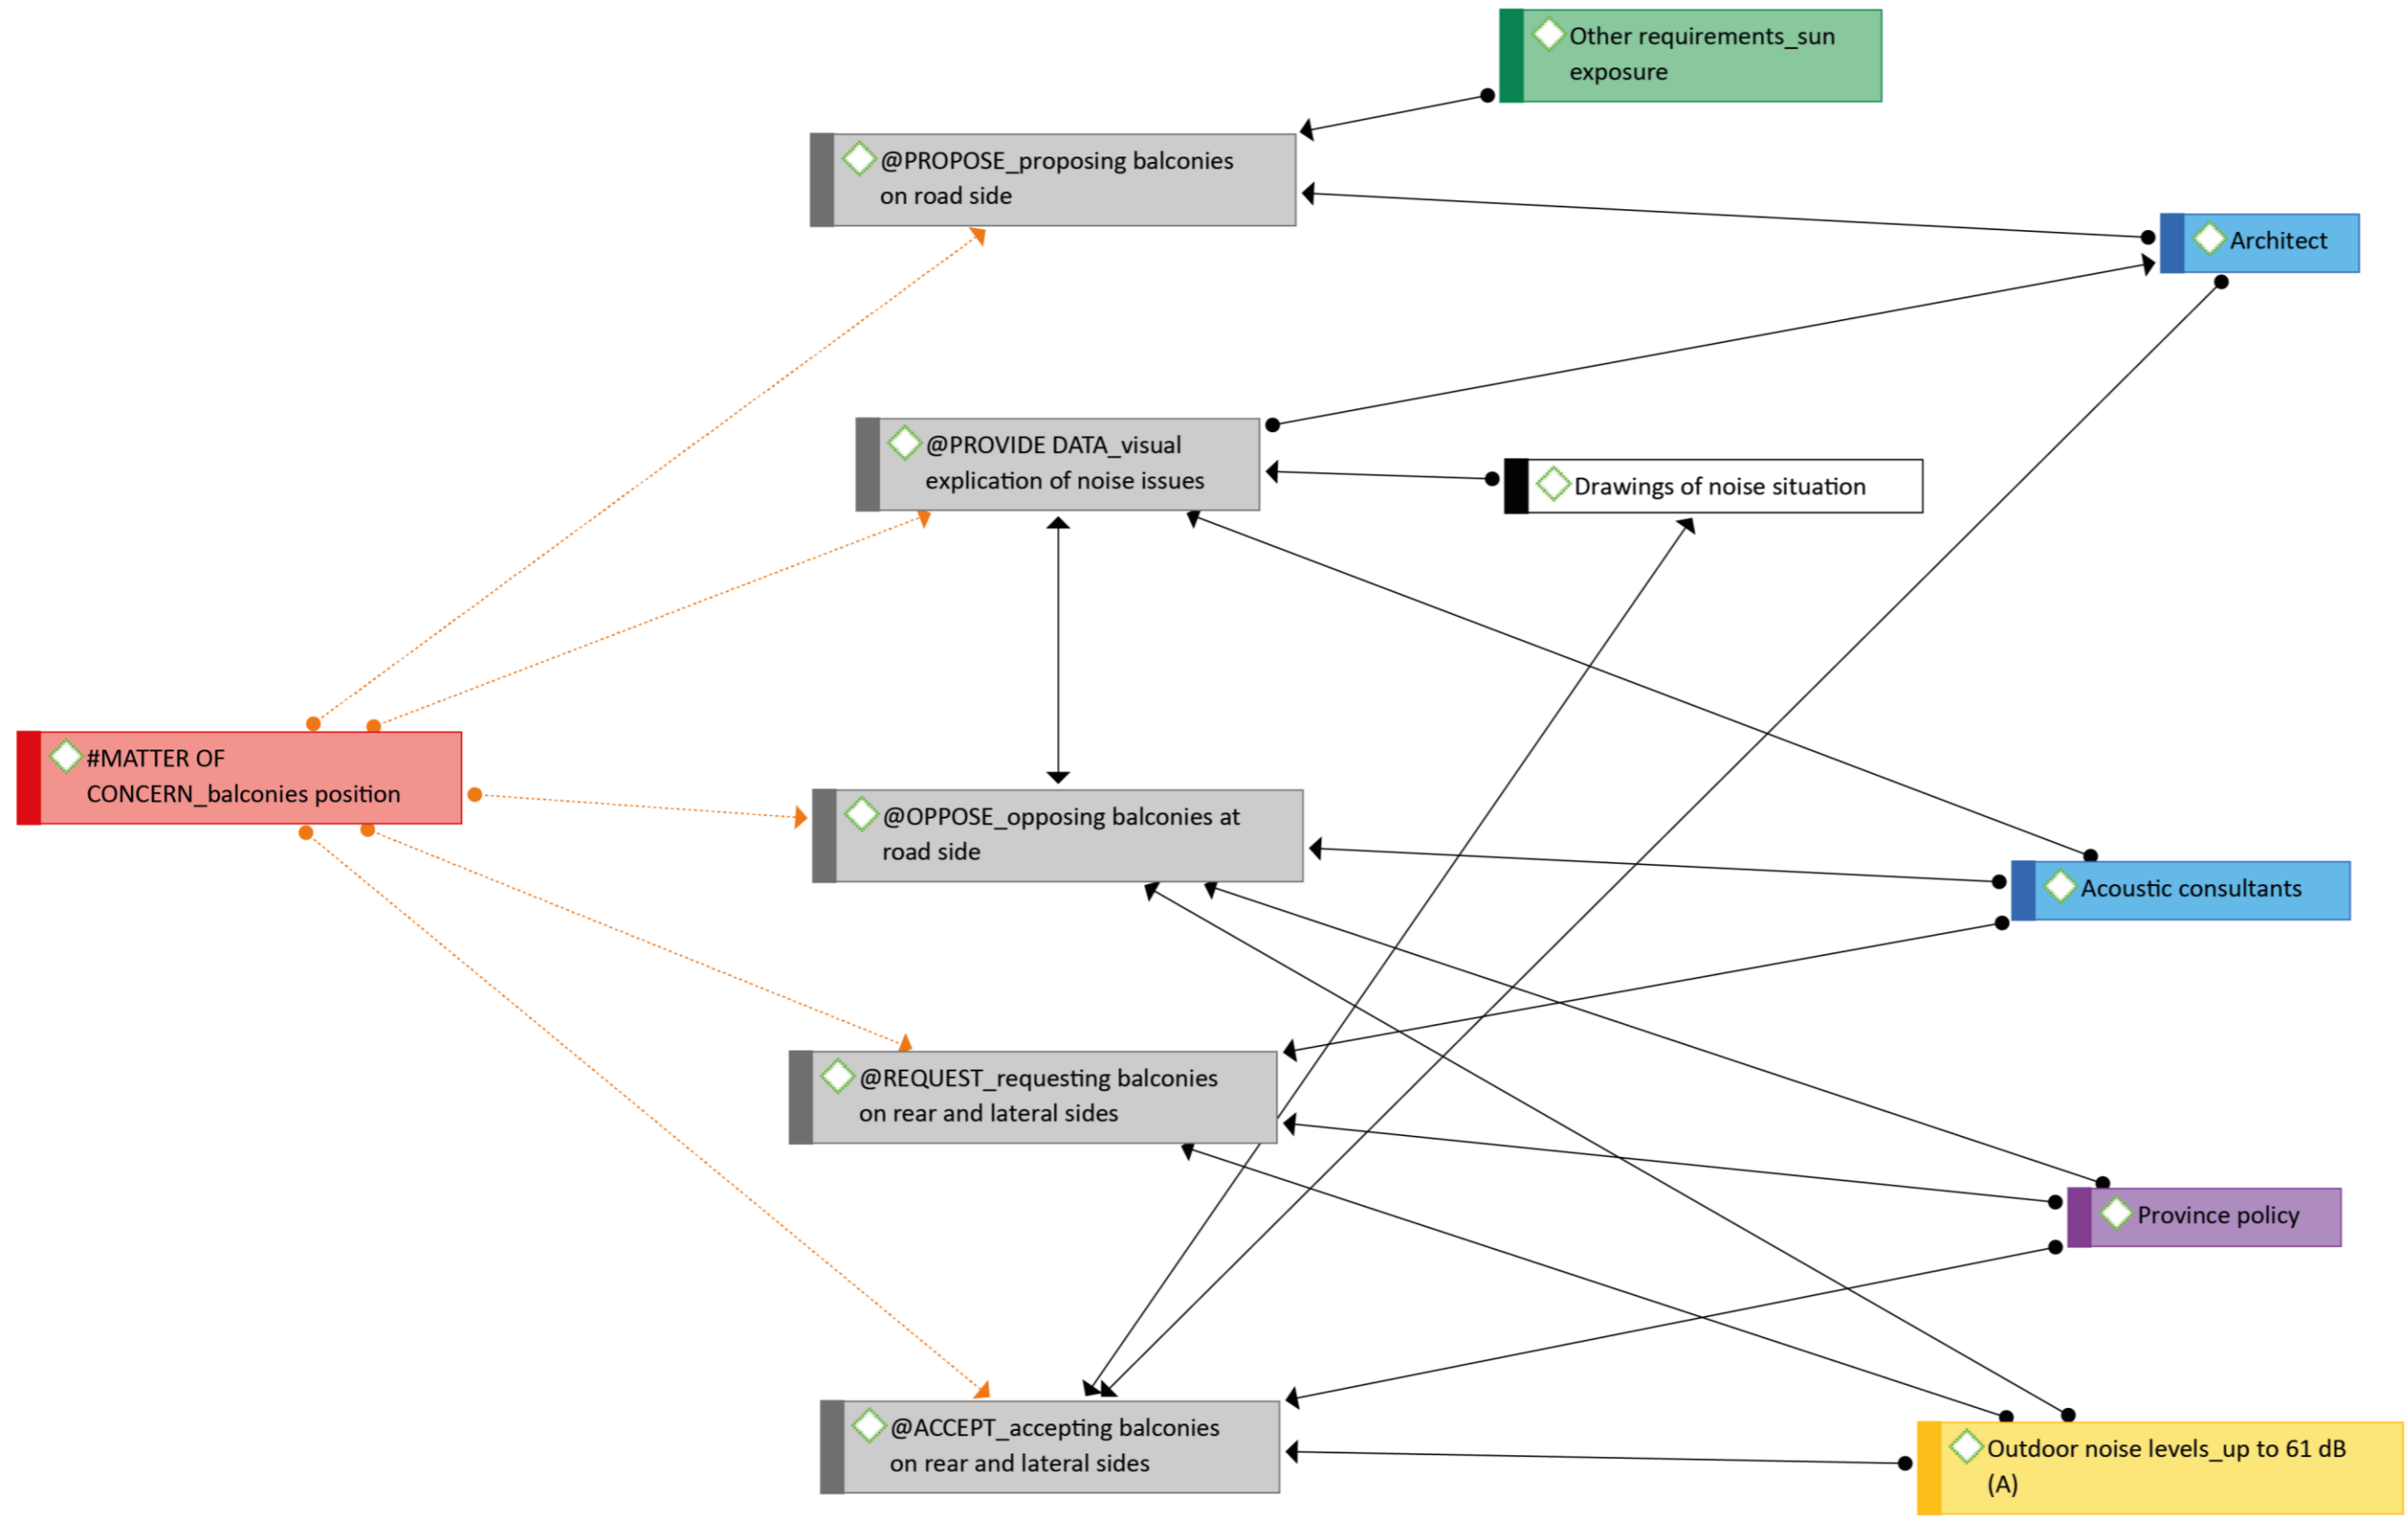 Other requirements_sun
exposure
@PROPOSE_proposing balconies
on road side
Architect
@PROVIDE DATA_visual
explication of noise issues
Drawings of noise situation
#MATTER OF
CONCERN_balconies position
@OPPOSE_opposing balconies at
road side
Acoustic consultants
@REQUEST_requesting balconies
on rear and lateral sides
Province policy
@ACCEPT_accepting balconies
on rear and lateral sides
Outdoor noise levels_up to 61 dB
(A)